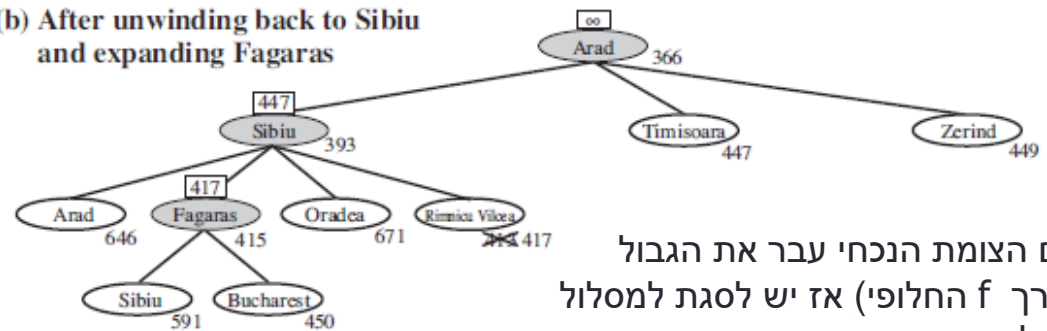 (b) After unwinding back to Sibiu
and expanding Fagaras
∞
Arad
366
447
Sibiu
393
Timisoara
447
Zerind
449
417
Arad
646
Fagaras
415
Oradea
671
Rimnicu Vilcea
417
Sibiu
591
Bucharest
450
הצומת הנכחי עבר את הגבול
f החלופי) אז יש לסגת למסלול